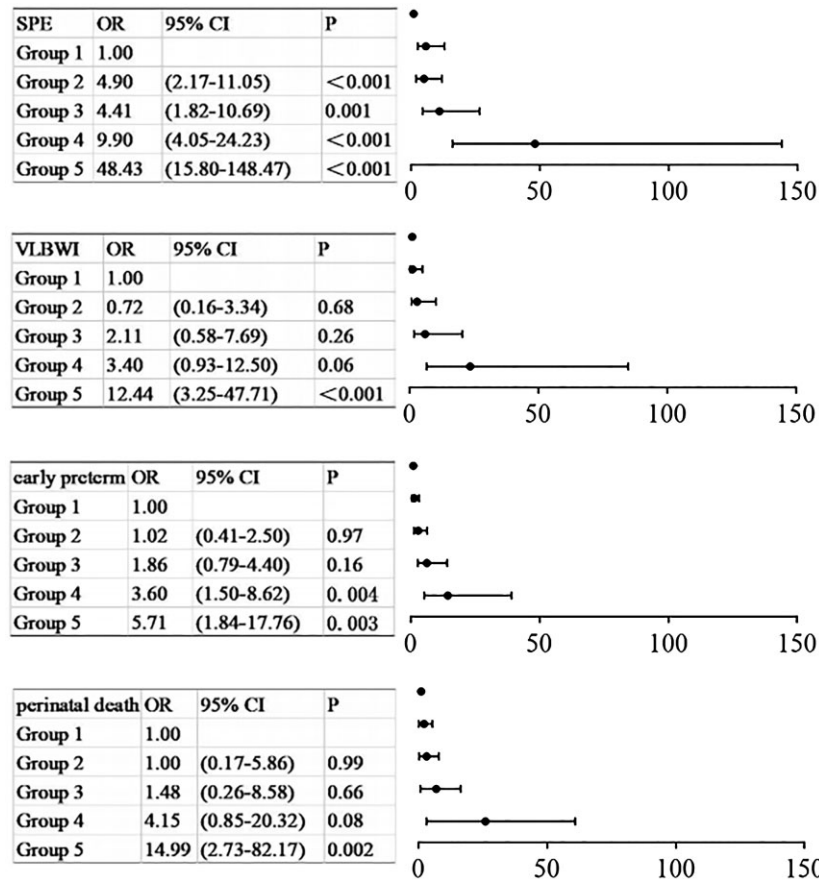 SPE OR 95% CI P
Group 1 1.00
Group 2 4.90 (2.17-11.05) <0.001
Group 3 4.41 (1.82-10.69) 0.001
Group 4 9.90 (4.05-24.23) <0.001
Group 5 48.43 (15.80-148.47) <0.001
0 50 100 150
VLBWI OR 95% CI P
Group 1 1.00
Group 2 0.72 (0.16-3.34) 0.68
Group 3 2.11 (0.58-7.69) 0.26
Group 4 3.40 (0.93-12.50) 0.06
Group 5 12.44 (3.25-47.71) <0.001
0 50 100 150
early preterm OR 95% CI P
Group 1 1.00
Group 2 1.02 (0.41-2.50) 0.97
Group 3 1.86 (0.79-4.40) 0.16
Group 4 3.60 (1.50-8.62) 0.004
Group 5 5.71 (1.84-17.76) 0.003
0 50 100 150
perinatal death OR 95% CI P
Group 1 1.00
Group 2 1.00 (0.17-5.86) 0.99
Group 3 1.48 (0.26-8.58) 0.66
Group 4 4.15 (0.85-20.32) 0.08
Group 5 14.99 (2.73-82.17) 0.002
0 50 100 150